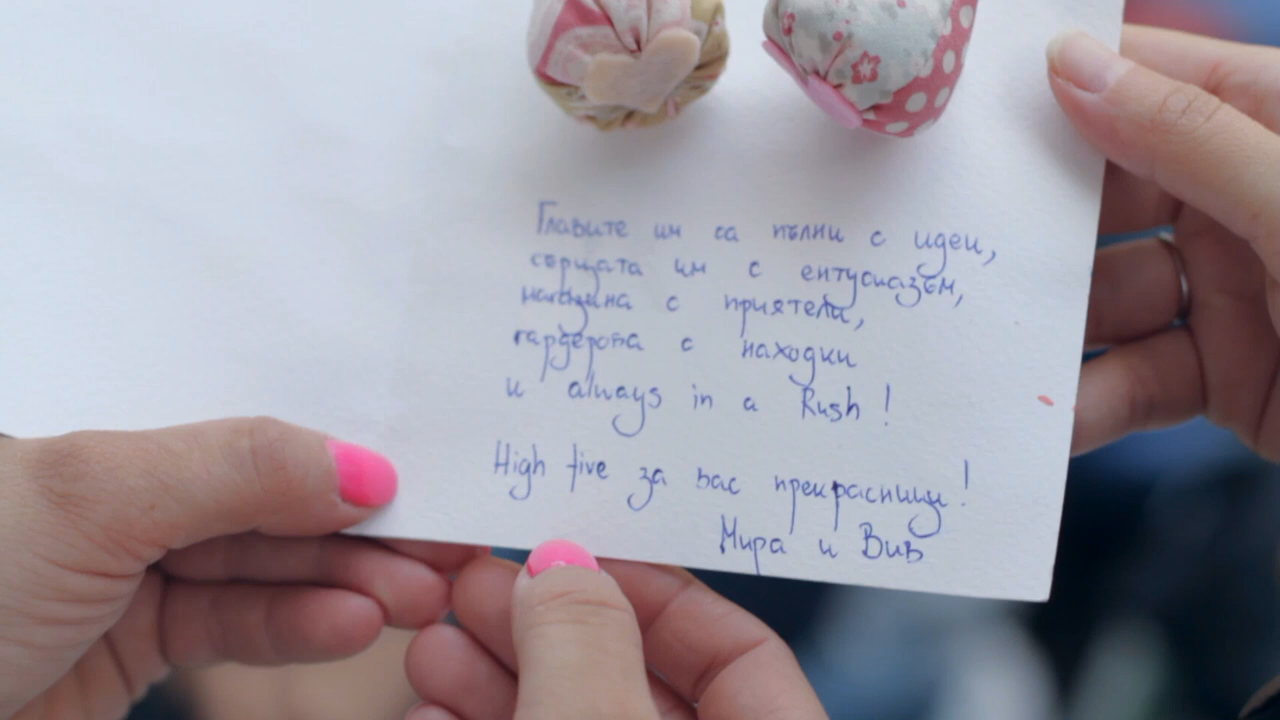 Главите им са пълни с идеи,
сърцата им с ентусиазъм,
магазина с приятели,
гардероба с находки
и always in a Rush!
High five за вас прекрасници!
Мира и Вив